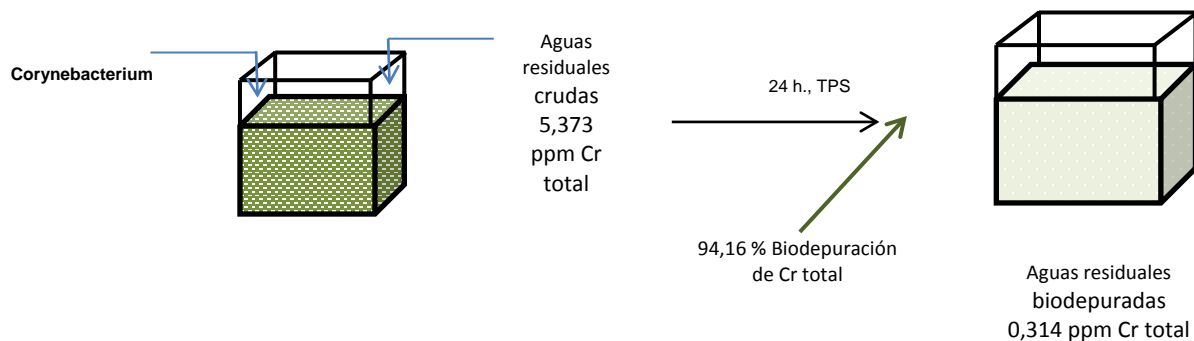 Corynebacterium
Aguas
residuales
crudas
5,373
ppm Cr
total
24 h., TPS
94,16 % Biodepuración
de Cr total
Aguas residuales
biodepuradas
0,314 ppm Cr total